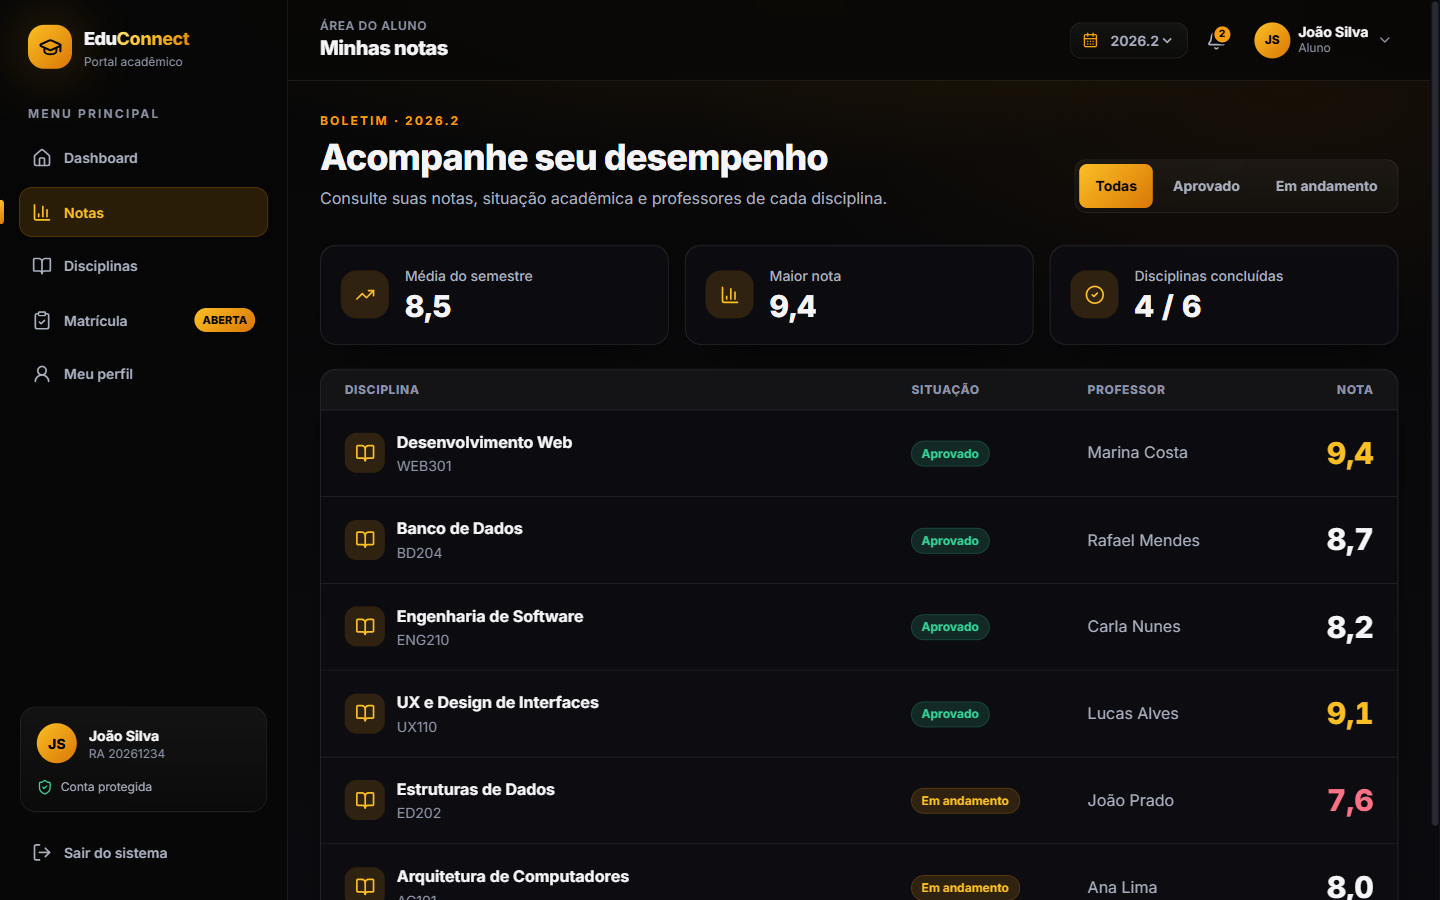 EduConnect
Portal acadêmico
MENU PRINCIPAL
Dashboard
Notas
Disciplinas
Matrícula ABERTA
Meu perfil
JS João Silva
RA 20261234
Conta protegida
Sair do sistema
ÁREA DO ALUNO
Minhas notas
2026.2
2
JS João Silva
Aluno
BOLETIM · 2026.2
Acompanhe seu desempenho
Consulte suas notas, situação acadêmica e professores de cada disciplina.
Todas Aprovado Em andamento
Média do semestre
8,5
Maior nota
9,4
Disciplinas concluídas
4 / 6
DISCIPLINA SITUAÇÃO PROFESSOR NOTA
Desenvolvimento Web
WEB301
Aprovado Marina Costa 9,4
Banco de Dados
BD204
Aprovado Rafael Mendes 8,7
Engenharia de Software
ENG210
Aprovado Carla Nunes 8,2
UX e Design de Interfaces
UX110
Aprovado Lucas Alves 9,1
Estruturas de Dados
ED202
Em andamento João Prado 7,6
Arquitetura de Computadores
Em andamento Ana Lima 8,0